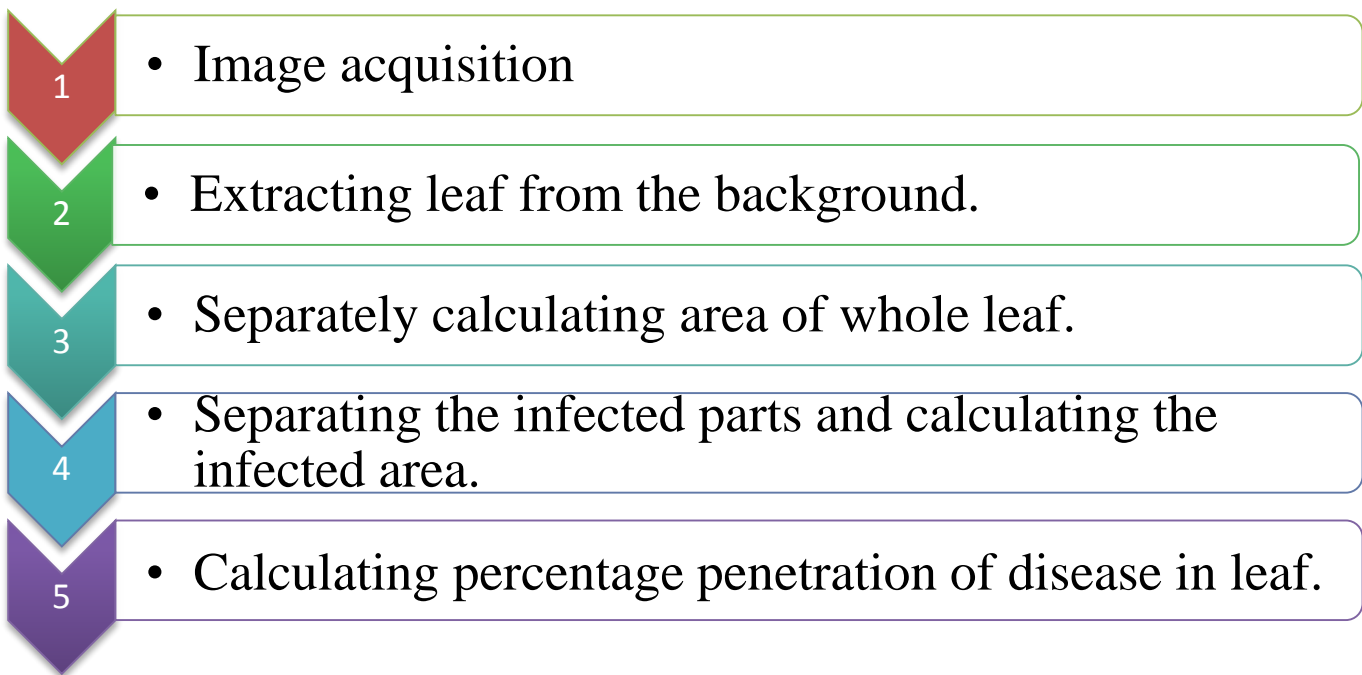 1
• Image acquisition
2
• Extracting leaf from the background.
3
• Separately calculating area of whole leaf.
4
• Separating the infected parts and calculating the
infected area.
5
• Calculating percentage penetration of disease in leaf.